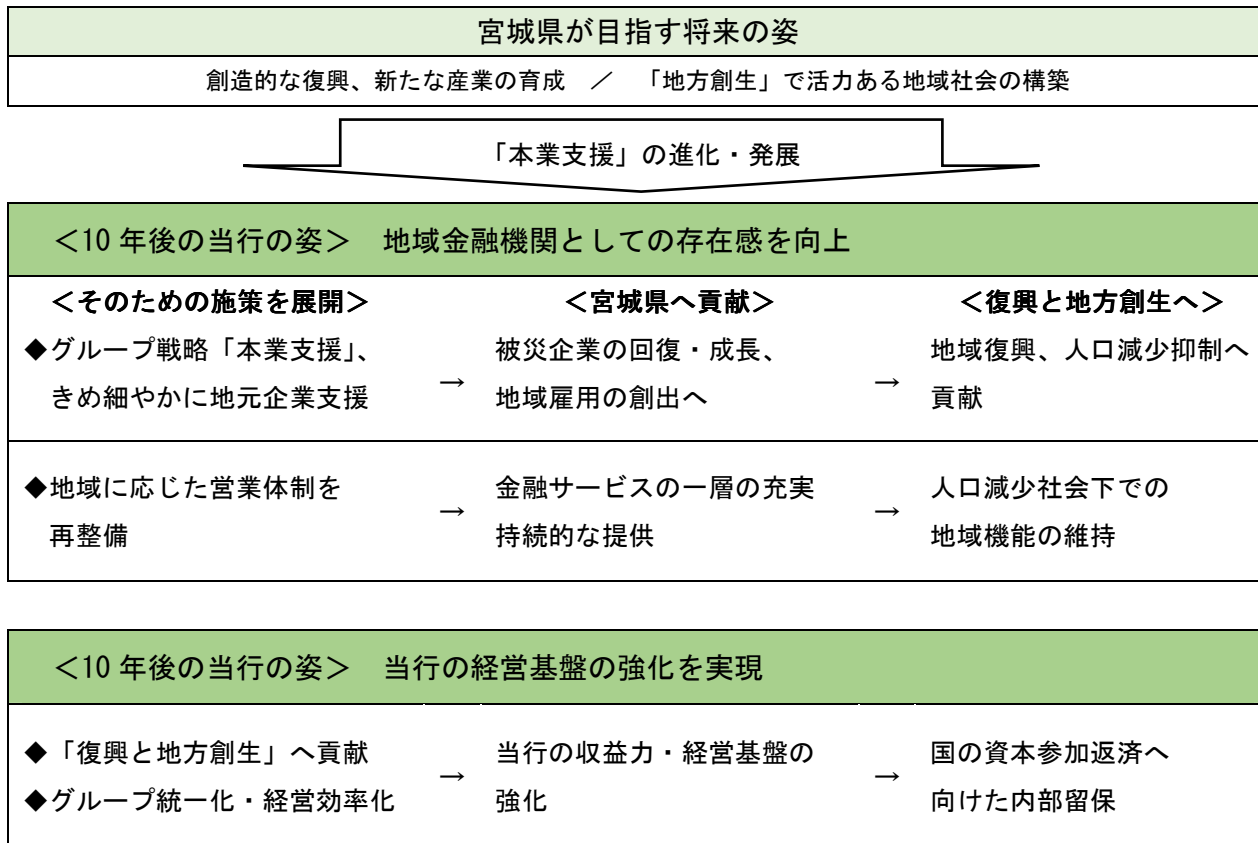 宮城県が目指す将来の姿
創造的な復興、新たな産業の育成　／　「地方創生」で活力ある地域社会の構築
「本業支援」の進化・発展
＜10 年後の当行の姿＞　地域金融機関としての存在感を向上
＜そのための施策を展開＞　＜宮城県へ貢献＞　＜復興と地方創生へ＞
◆グループ戦略「本業支援」、
きめ細やかに地元企業支援
→
被災企業の回復・成長、
地域雇用の創出へ
→
地域復興、人口減少抑制へ
貢献
◆地域に応じた営業体制を
再整備
→
金融サービスの一層の充実
持続的な提供
→
人口減少社会下での
地域機能の維持
＜10 年後の当行の姿＞　当行の経営基盤の強化を実現
◆「復興と地方創生」へ貢献
◆グループ統一化・経営効率化
→
当行の収益力・経営基盤の
強化
→
国の資本参加返済へ
向けた内部留保